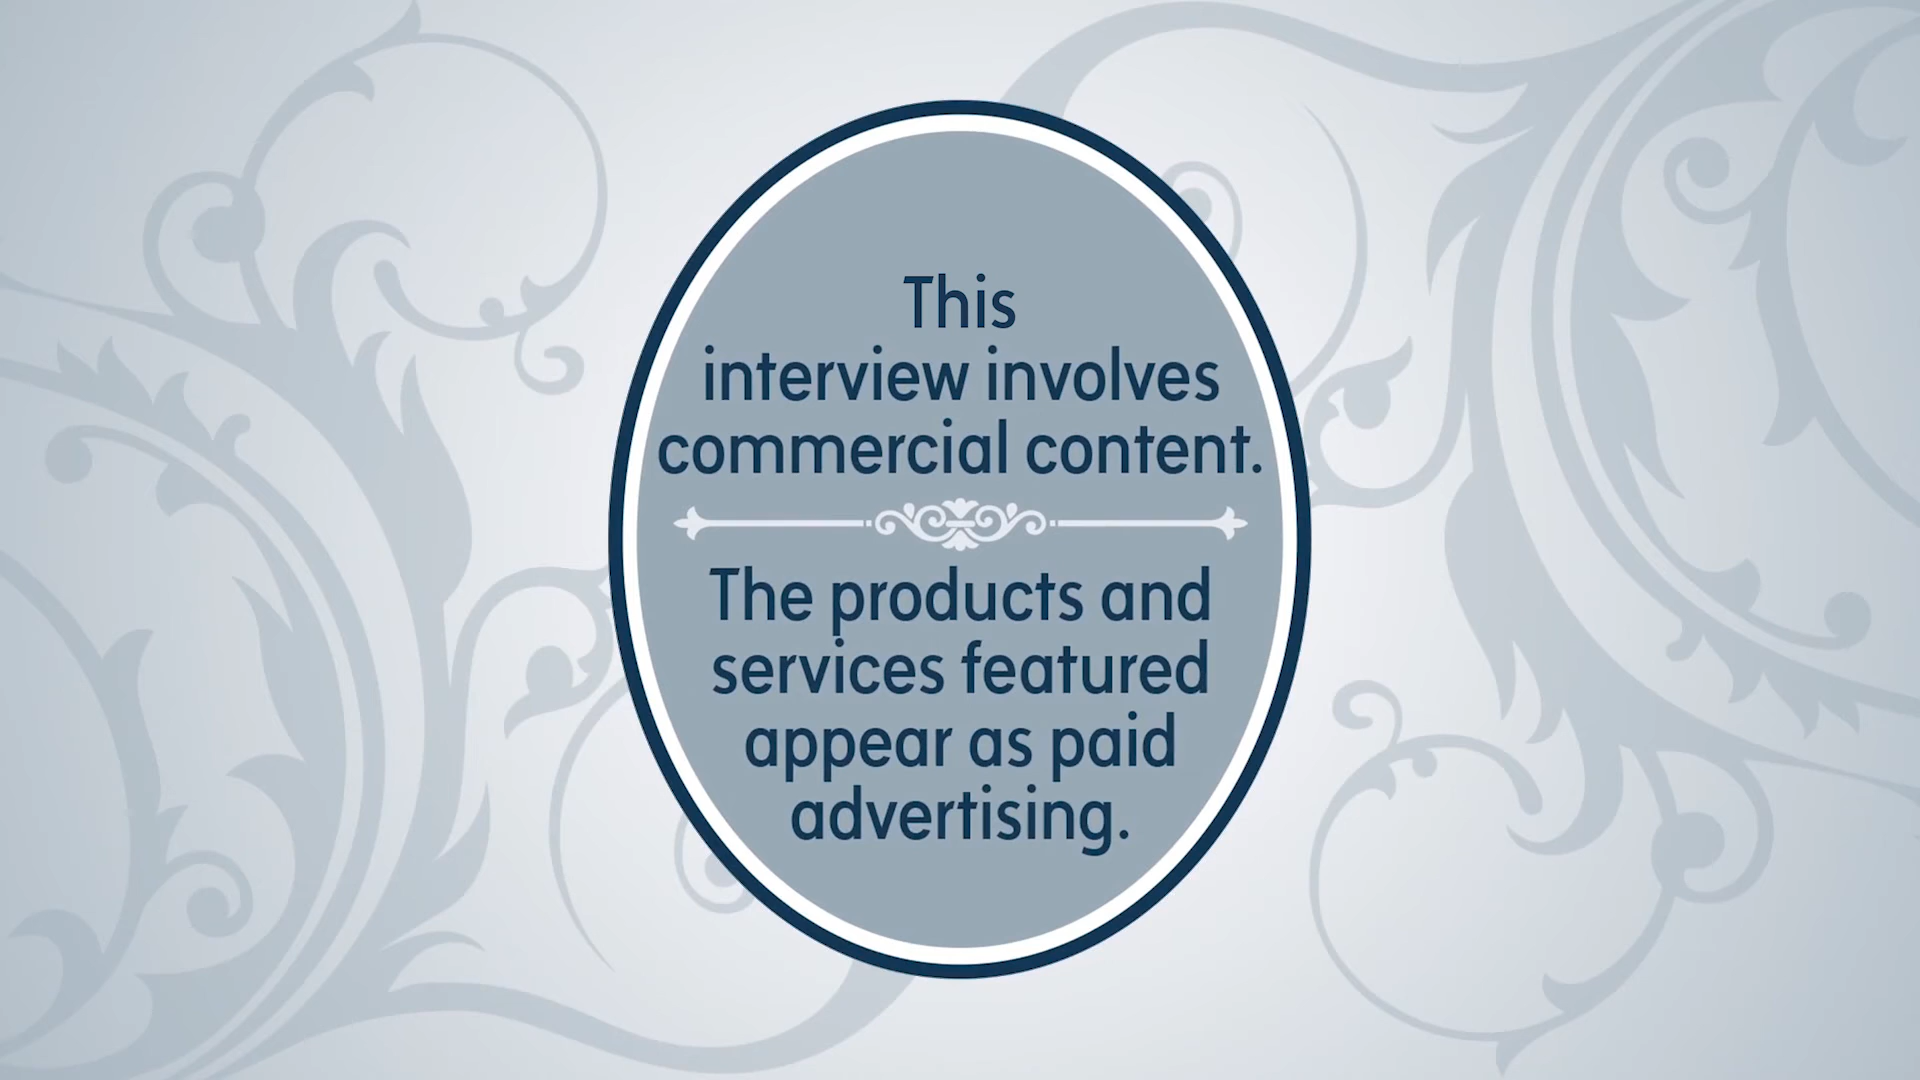 This
interview involves
commercial content.
The products and
services featured
appear as paid
advertising.